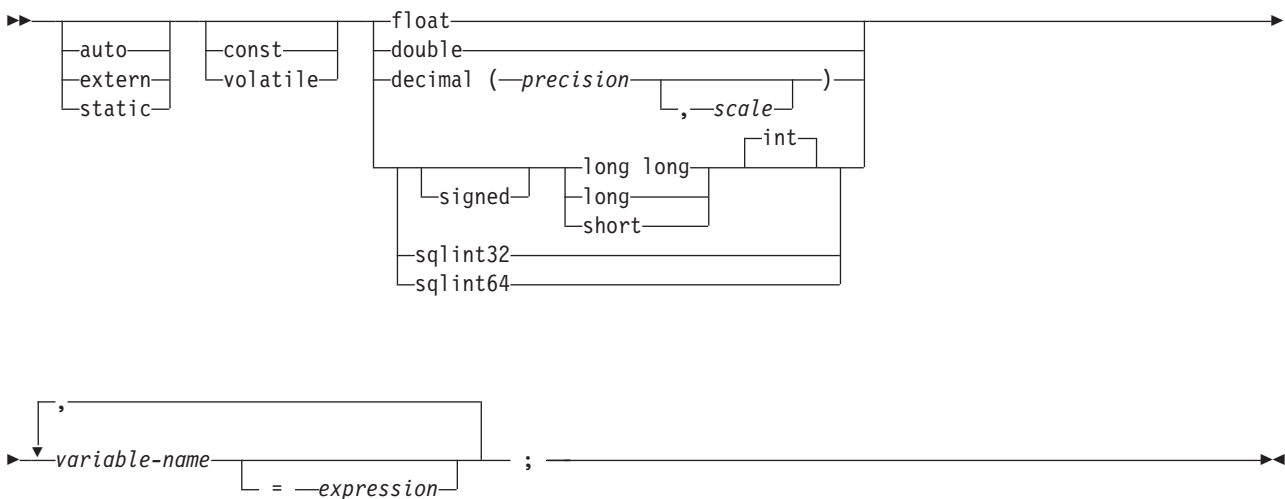 float
auto const double
extern volatile decimal ( precision )
static , scale
int
long long
signed long
short
sqlint32
sqlint64
,
variable-name ;
= expression